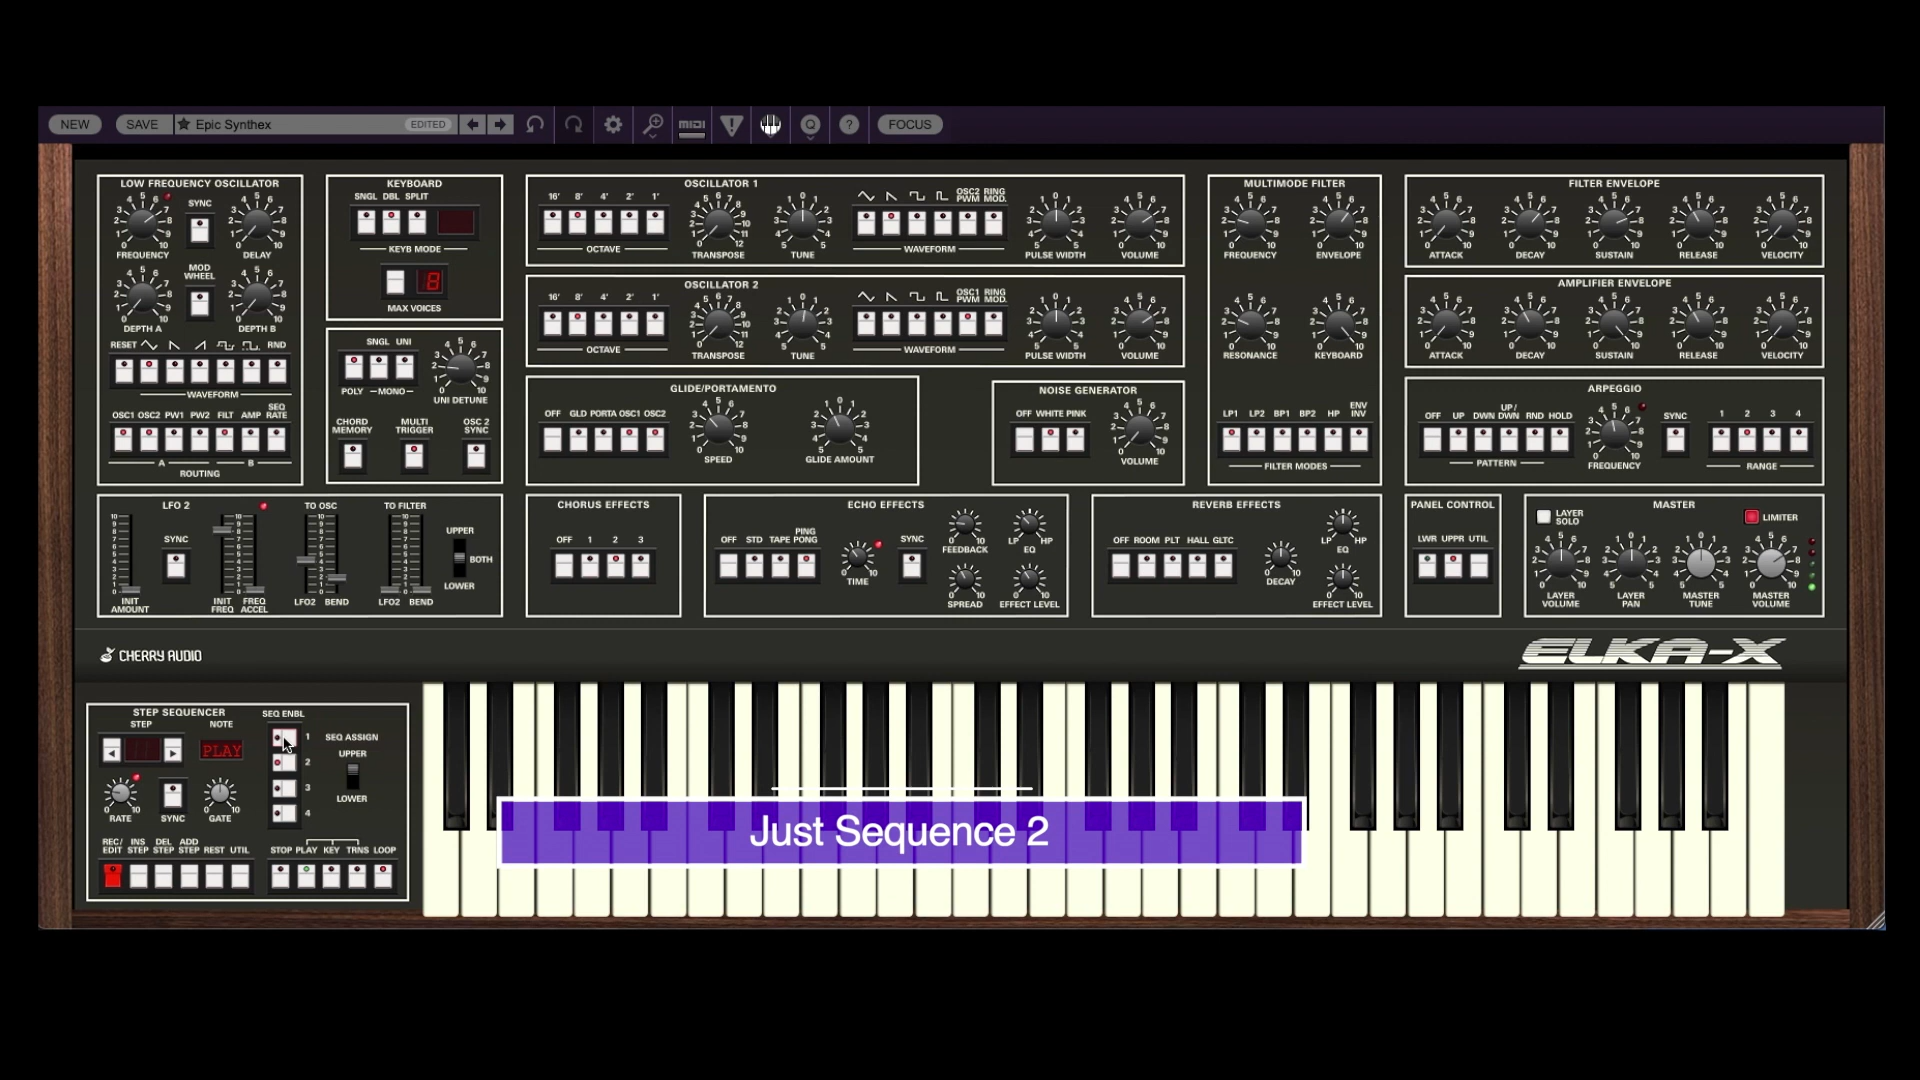 NEW SAVE Epic Synthex EDITED FOCUS
midi Q ?
LOW FREQUENCY OSCILLATOR
SYNC
FREQUENCY DELAY
MOD WHEEL
DEPTH A DEPTH B
RESET RND
WAVEFORM
OSC1 OSC2 PW1 PW2 FILT AMP SEQ RATE
A B
ROUTING
KEYBOARD
SNGL DBL SPLIT
KEYB MODE
8
MAX VOICES
SNGL UNI
POLY MONO
UNI DETUNE
CHORD MEMORY MULTI TRIGGER OSC 2 SYNC
OSCILLATOR 1
16' 8' 4' 2' 1' OSC2 PWM RING MOD.
OCTAVE TRANSPOSE TUNE WAVEFORM PULSE WIDTH VOLUME
OSCILLATOR 2
16' 8' 4' 2' 1' OSC1 PWM RING MOD.
OCTAVE TRANSPOSE TUNE WAVEFORM PULSE WIDTH VOLUME
GLIDE/PORTAMENTO
OFF GLD PORTA OSC1 OSC2
SPEED GLIDE AMOUNT
NOISE GENERATOR
OFF WHITE PINK
VOLUME
MULTIMODE FILTER
FREQUENCY ENVELOPE
RESONANCE KEYBOARD
LP1 LP2 BP1 BP2 HP ENV INV
FILTER MODES
FILTER ENVELOPE
ATTACK DECAY SUSTAIN RELEASE VELOCITY
AMPLIFIER ENVELOPE
ATTACK DECAY SUSTAIN RELEASE VELOCITY
ARPEGGIO
OFF UP DWN UP/DWN RND HOLD SYNC 1 2 3 4
PATTERN FREQUENCY RANGE
LFO 2 TO OSC TO FILTER
SYNC UPPER
BOTH
LOWER
INIT AMOUNT INIT FREQ FREQ ACCEL LFO2 BEND LFO2 BEND
CHORUS EFFECTS
OFF 1 2 3
ECHO EFFECTS
OFF STD TAPE PING PONG SYNC
TIME FEEDBACK LP HP EQ
SPREAD EFFECT LEVEL
REVERB EFFECTS
OFF ROOM PLT HALL GLTC
DECAY LP HP EQ
EFFECT LEVEL
PANEL CONTROL
LWR UPPR UTIL
MASTER
LAYER SOLO LIMITER
LAYER VOLUME LAYER PAN MASTER TUNE MASTER VOLUME
CHERRY AUDIO
ELKA-X
STEP SEQUENCER SEQ ENBL
STEP NOTE
PLAY
1 SEQ ASSIGN
2 UPPER
3 LOWER
4
RATE SYNC GATE
REC/EDIT INS STEP DEL STEP ADD STEP REST UTIL STOP PLAY KEY TRNS LOOP
Just Sequence 2